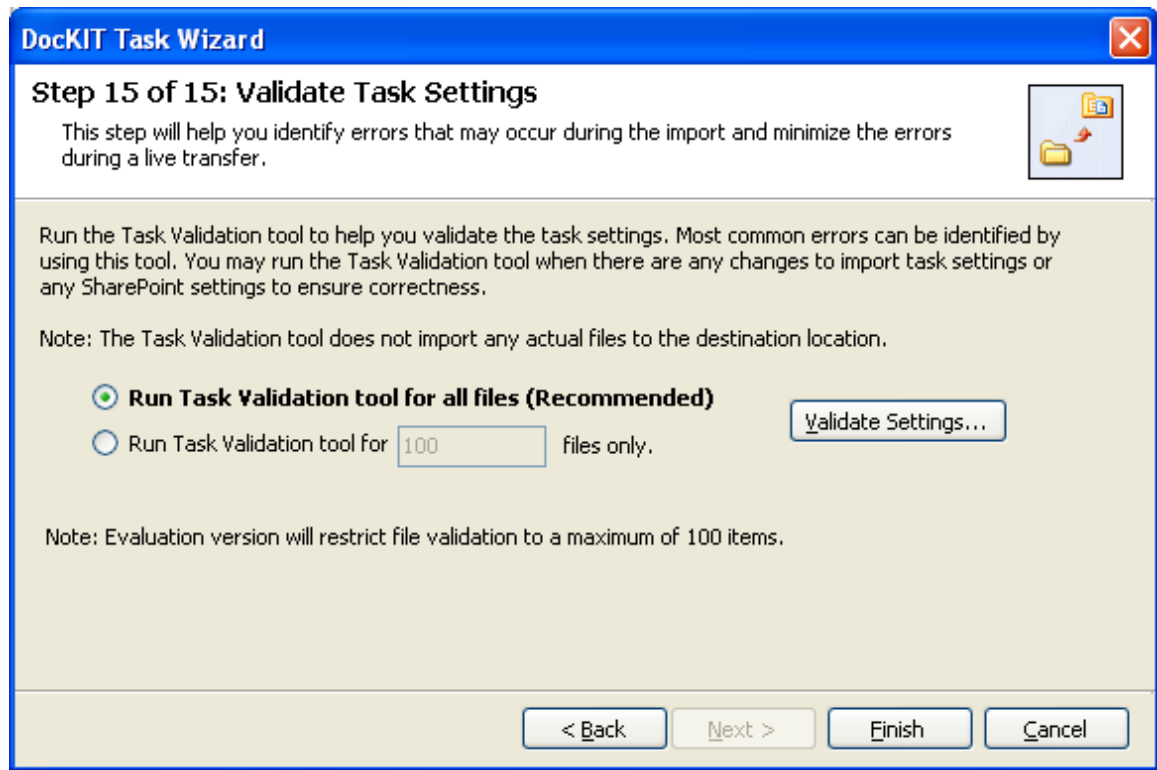 DocKIT Task Wizard
Step 15 of 15: Validate Task Settings
This step will help you identify errors that may occur during the import and minimize the errors
during a live transfer.
Run the Task Validation tool to help you validate the task settings. Most common errors can be identified by
using this tool. You may run the Task Validation tool when there are any changes to import task settings or
any SharePoint settings to ensure correctness.
Note: The Task Validation tool does not import any actual files to the destination location.
Run Task Validation tool for all files (Recommended)
Validate Settings...
Run Task Validation tool for 100 files only.
Note: Evaluation version will restrict file validation to a maximum of 100 items.
< Back Next > Finish Cancel